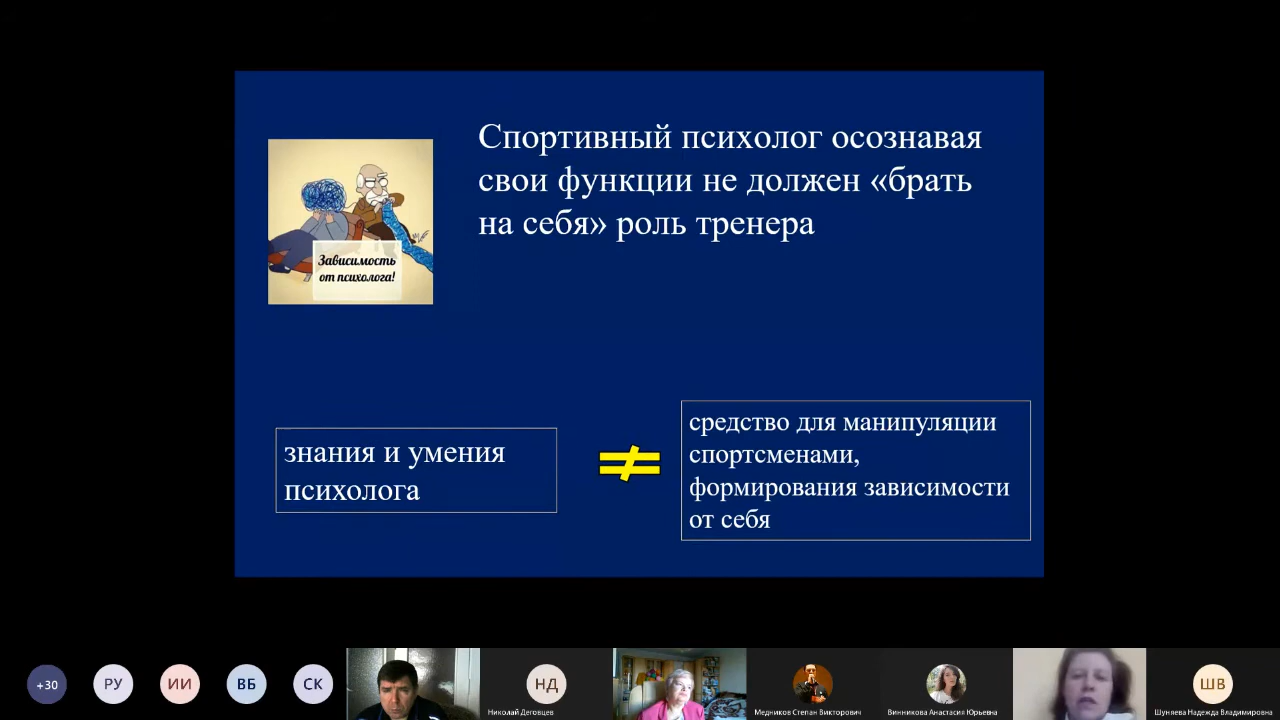 Спортивный психолог осознавая
свои функции не должен «брать
на себя» роль тренера
Зависимость
от психолога!
знания и умения
психолога
≠
средство для манипуляции
спортсменами,
формирования зависимости
от себя
+30
РУ
ИИ
ВБ
СК
НД
Николай Деговцев
Медников Степан Викторович
Винникова Анастасия Юрьевна
ШВ
Шуняева Надежда Владимировна